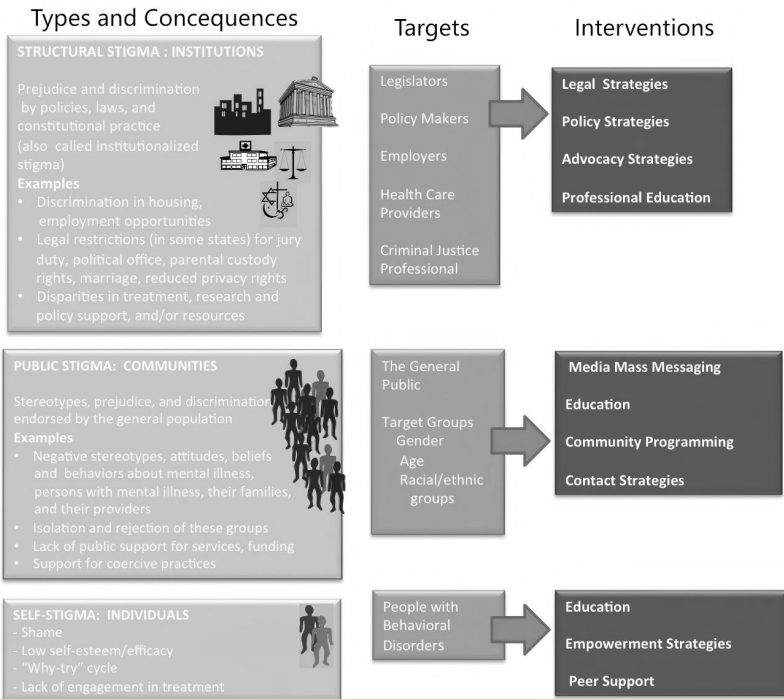 Types and Concequences
STRUCTURAL STIGMA : INSTITUTIONS
Prejudice and discrimination
by policies, laws, and
constitutional practice
(also called institutionalized
stigma)
Examples
• Discrimination in housing,
employment opportunities
• Legal restrictions (in some states) for jury
duty, political office, parental custody
rights, marriage, reduced privacy rights
• Disparities in treatment, research and
policy support, and/or resources
Targets
Legislators
Policy Makers
Employers
Health Care
Providers
Criminal Justice
Professional
Interventions
Legal Strategies
Policy Strategies
Advocacy Strategies
Professional Education
PUBLIC STIGMA: COMMUNITIES
Stereotypes, prejudice, and discrimination
endorsed by the general population
Examples
• Negative stereotypes, attitudes, beliefs
and behaviors about mental illness,
persons with mental illness, their families,
and their providers
• Isolation and rejection of these groups
• Lack of public support for services, funding
• Support for coercive practices
The General
Public
Target Groups
Gender
Age
Racial/ethnic
groups
Media Mass Messaging
Education
Community Programming
Contact Strategies
SELF-STIGMA: INDIVIDUALS
- Shame
- Low self-esteem/efficacy
- "Why-try" cycle
- Lack of engagement in treatment
People with
Behavioral
Disorders
Education
Empowerment Strategies
Peer Support